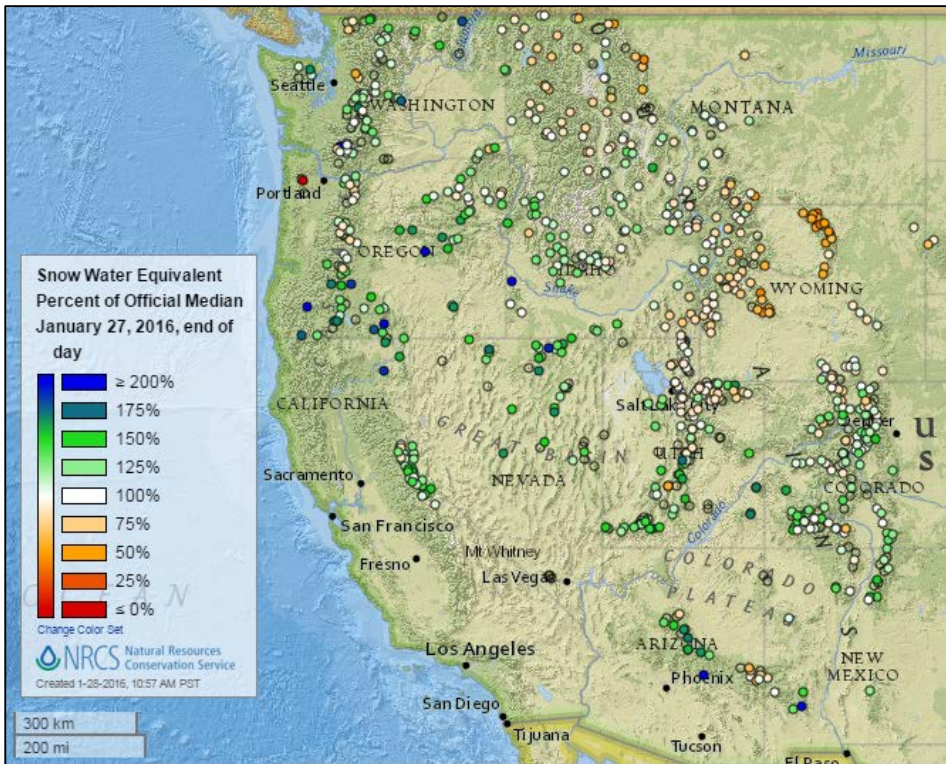 Missouri
Seattle
WASHINGTON
MONTANA
Portland
OREGON
IDAHO
Snake
WYOMING
Snow Water Equivalent
Percent of Official Median
January 27, 2016, end of
day
≥ 200%
175%
150%
125%
100%
75%
50%
25%
≤ 0%
Change Color Set
NRCS Natural Resources
Conservation Service
Created 1-28-2016, 10:57 AM PST
CALIFORNIA
Salt Lake City
GREAT BASIN
Denver
U
S
UTAH
NEVADA
COLORADO
Sacramento
Colorado
San Francisco
Fresno
Mt Whitney
Las Vegas
COLORADO
PLATEAU
Los Angeles
ARIZONA
NEW
MEXICO
Phoenix
San Diego
Tijuana
Tucson
El Paso
300 km
200 mi